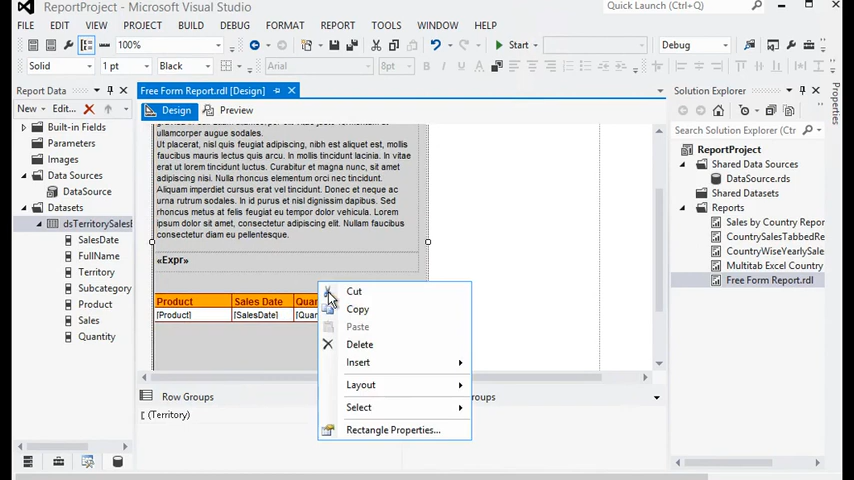 ReportProject - Microsoft Visual Studio
Quick Launch (Ctrl+Q)
FILE EDIT VIEW PROJECT BUILD DEBUG FORMAT REPORT TOOLS WINDOW HELP
100% Start Debug
Solid 1pt Black Arial 8pt B I U A
Report Data
Free Form Report.rdl [Design]
Solution Explorer
Properties
New Edit...
Design Preview
Search Solution Explorer (Ctrl
Built-in Fields
Parameters
Images
Data Sources
DataSource
Datasets
dsTerritorySalesE
SalesDate
FullName
Territory
Subcategory
Product
Sales
Quantity
ullamcorper augue sodales.
Ut placerat, nisl quis feugiat adipiscing, nibh est aliquet est, mollis
faucibus mauris lectus quis arcu. In mollis tincidunt lacinia. In vitae
erat ut lorem tincidunt luctus. Curabitur et magna nunc, sit amet
iaculis nisl. Nulla rhoncus elementum orci nec tincidunt.
Aliquam imperdiet cursus erat vel tincidunt. Donec et neque ac
urna rutrum sodales. In id purus et nisl dignissim dapibus. Sed
rhoncus metus et felis feugiat eu tempor dolor vehicula. Lorem
ipsum dolor sit amet, consectetur adipiscing elit. Nullam faucibus
consectetur diam eu pellentesque.
«Expr»
Product Sales Date Quan
[Product] [SalesDate] [Quan
Cut
Copy
Paste
Delete
Insert
Layout
Select
Rectangle Properties...
Row Groups
[ (Territory)
ReportProject
Shared Data Sources
DataSource.rds
Shared Datasets
Reports
Sales by Country Repor
CountrySalesTabbedRe
CountryWiseYearlySale
Multitab Excel Country
Free Form Report.rdl